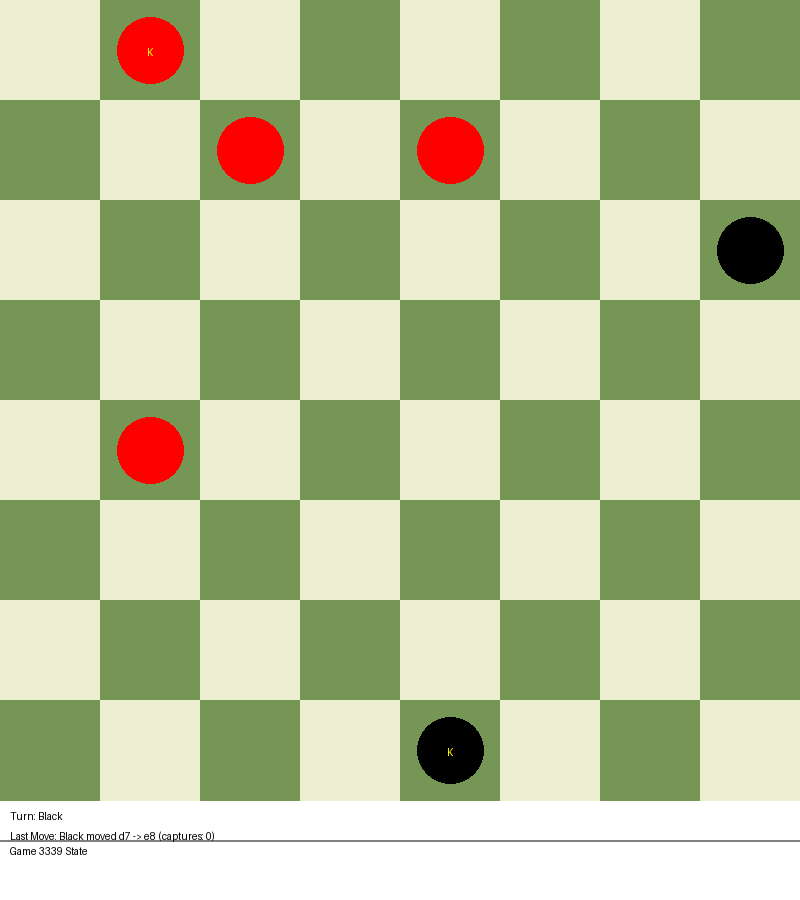 K
K
Turn: Black
Last Move: Black moved d7 -> e8 (captures: 0)
Game 3339 State